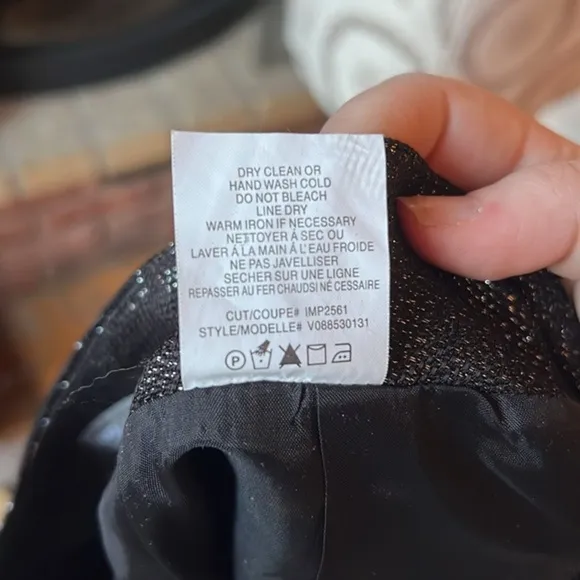 DRY CLEAN OR
HAND WASH COLD
DO NOT BLEACH
LINE DRY
WARM IRON IF NECESSARY
NETTOYER À SEC OU
LAVER À LA MAIN À L'EAU FROIDE
NE PAS JAVELLISER
SECHER SUR UNE LIGNE
REPASSER AU FER CHAUDSI NÉ CESSAIRE
CUT/COUPE# IMP2561
STYLE/MODELLE# V088530131
P